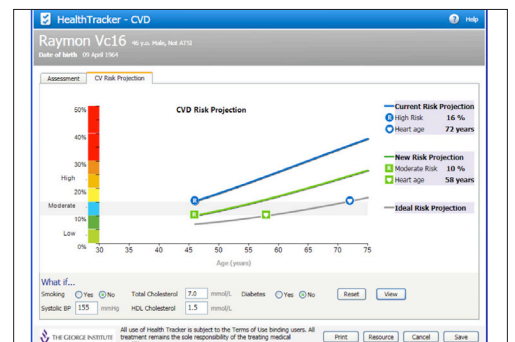 HealthTracker - CVD
Help
Raymon Vc16 46 y.o. Male, Not ATSI
Date of birth 09 April 1964
Assessment
CV Risk Projection
CVD Risk Projection
50%
40%
30%
High
20%
Moderate
10%
Low
0%
30 35 40 45 50 55 60 65 70 75
Age (years)
Current Risk Projection
R High Risk 16 %
Heart age 72 years
New Risk Projection
R Moderate Risk 10 %
Heart age 58 years
Ideal Risk Projection
R
R
What if...
Smoking Yes No Total Cholesterol 7.0 mmol/L Diabetes Yes No Reset View
Systolic BP 155 mmHg HDL Cholesterol 1.5 mmol/L
THE GEORGE INSTITUTE
All use of Health Tracker is subject to the Terms of Use binding users. All
treatment remains the sole responsibility of the treating medical
Print Resource Cancel Save